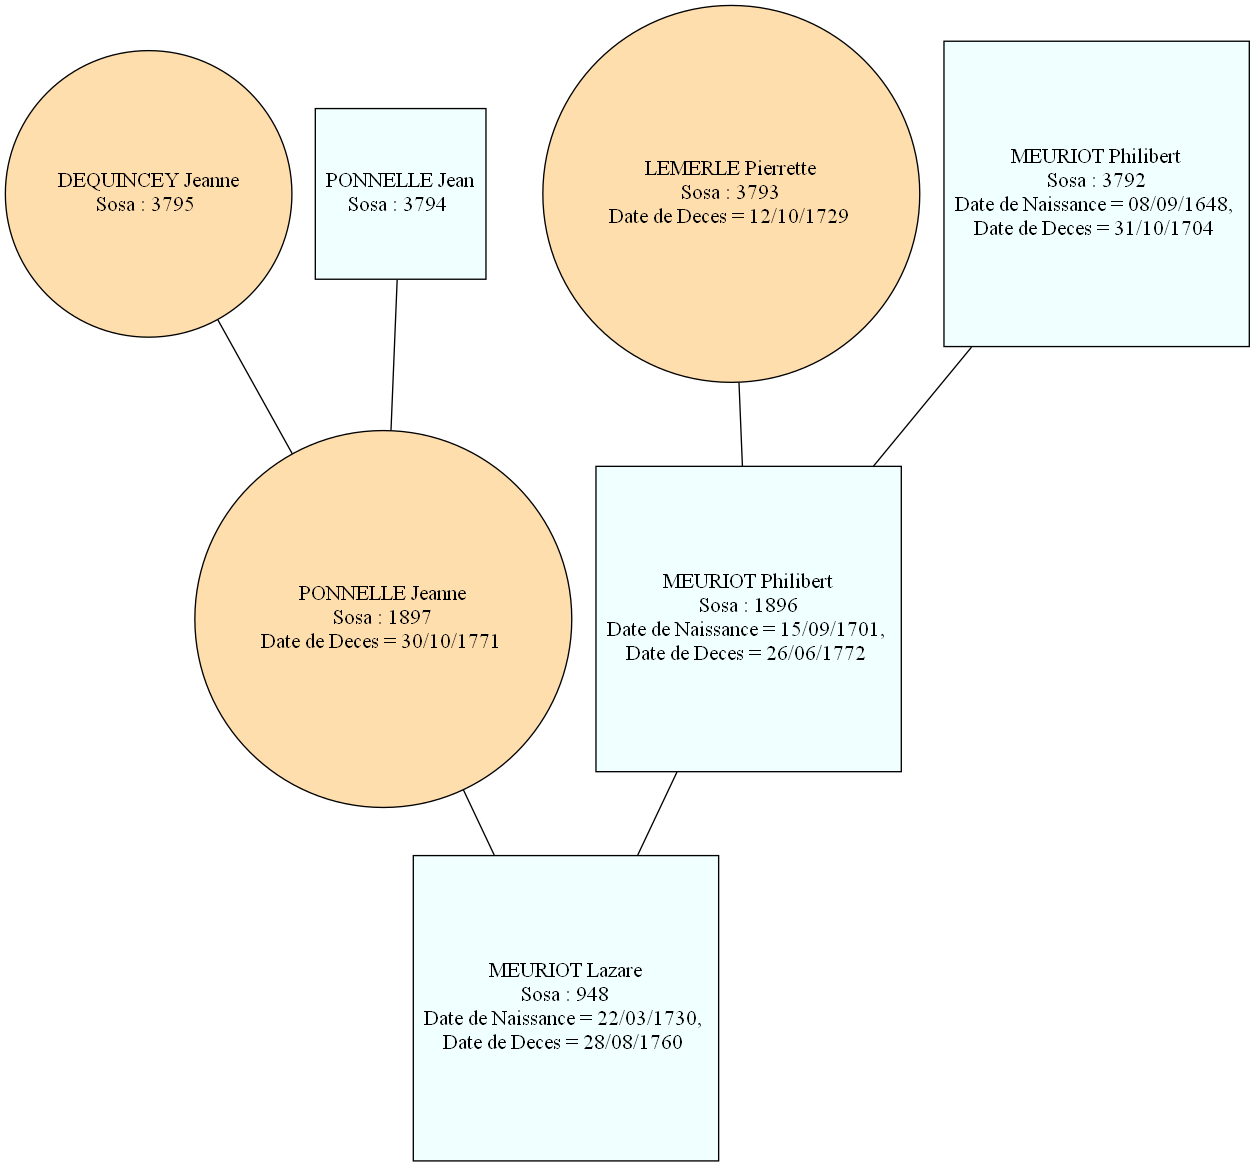 DEQUINCEY Jeanne
Sosa : 3795
PONNELLE Jean
Sosa : 3794
LEMERLE Pierrette
Sosa : 3793
Date de Deces = 12/10/1729
MEURIOT Philibert
Sosa : 3792
Date de Naissance = 08/09/1648,
Date de Deces = 31/10/1704
PONNELLE Jeanne
Sosa : 1897
Date de Deces = 30/10/1771
MEURIOT Philibert
Sosa : 1896
Date de Naissance = 15/09/1701,
Date de Deces = 26/06/1772
MEURIOT Lazare
Sosa : 948
Date de Naissance = 22/03/1730,
Date de Deces = 28/08/1760